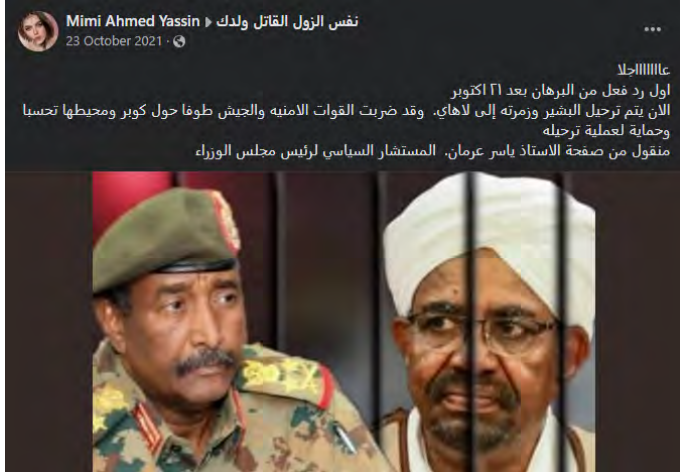 Mimi Ahmed Yassin ▸ نفس الزول القاتل ولدك
23 October 2021 ·
عااااااااجلا
اول رد فعل من البرهان بعد ٢١ اكتوبر
الان يتم ترحيل البشير وزمرته إلى لاهاي. وقد ضربت القوات الامنيه والجيش طوفا حول كوبر ومحيطها تحسبا
وحماية لعملية ترحيله
منقول من صفحة الاستاذ ياسر عرمان. المستشار السياسي لرئيس مجلس الوزراء